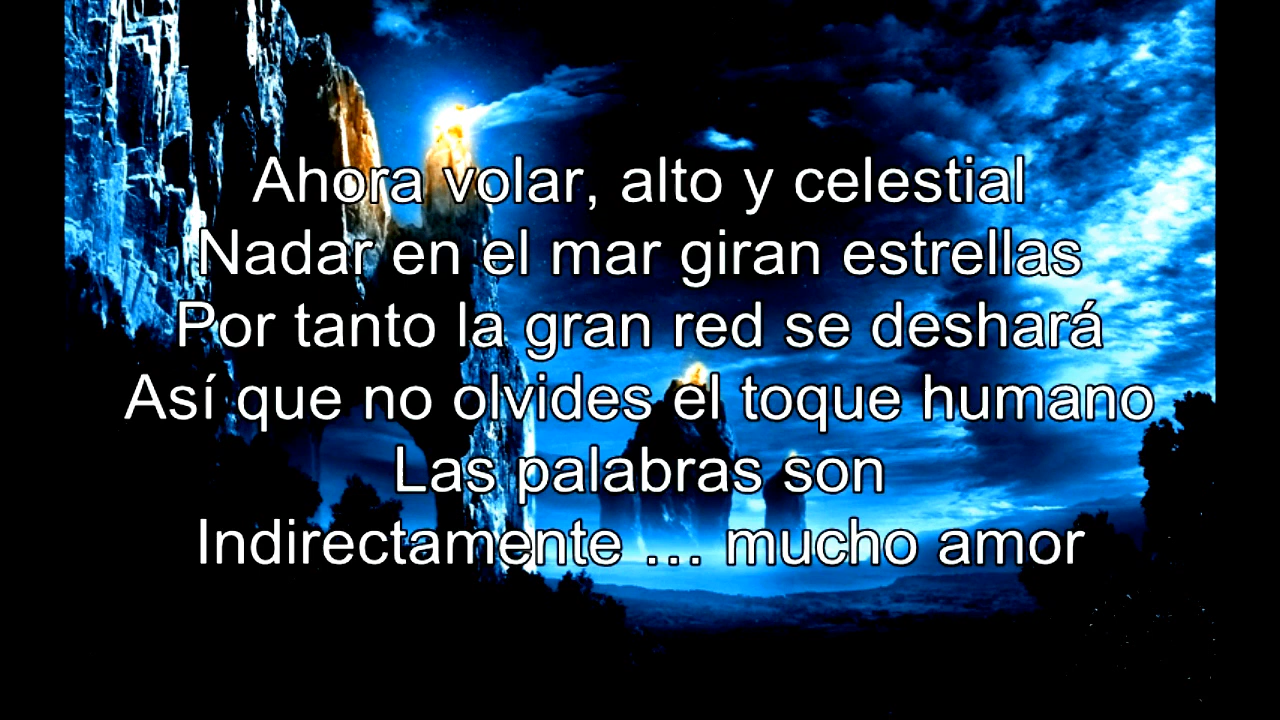 Ahora volar, alto y celestial
Nadar en el mar giran estrellas
Por tanto la gran red se deshará
Así que no olvides el toque humano
Las palabras son
Indirectamente ... mucho amor